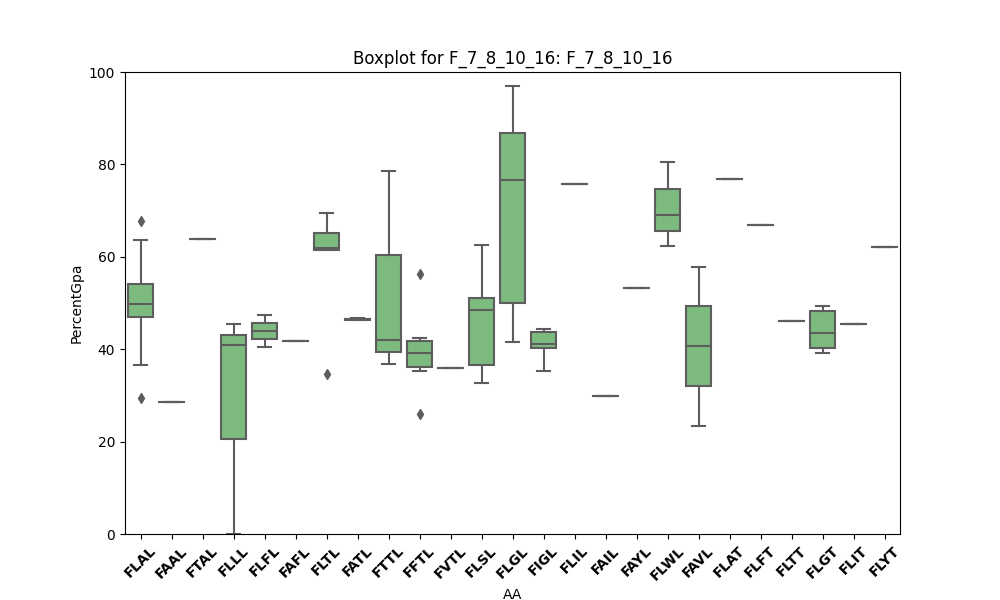 Boxplot for F_7_8_10_16: F_7_8_10_16
100
80
60
40
20
0
PercentGpa
FLAL FAAL FTAL FLLL FLFL FAFL FLTL FATL FTTL FFTL FVTL FLSL FLGL FIGL FLIL FAIL FAYL FLWL FAVL FLAT FLFT FLTT FLGT FLIT FLYT
AA